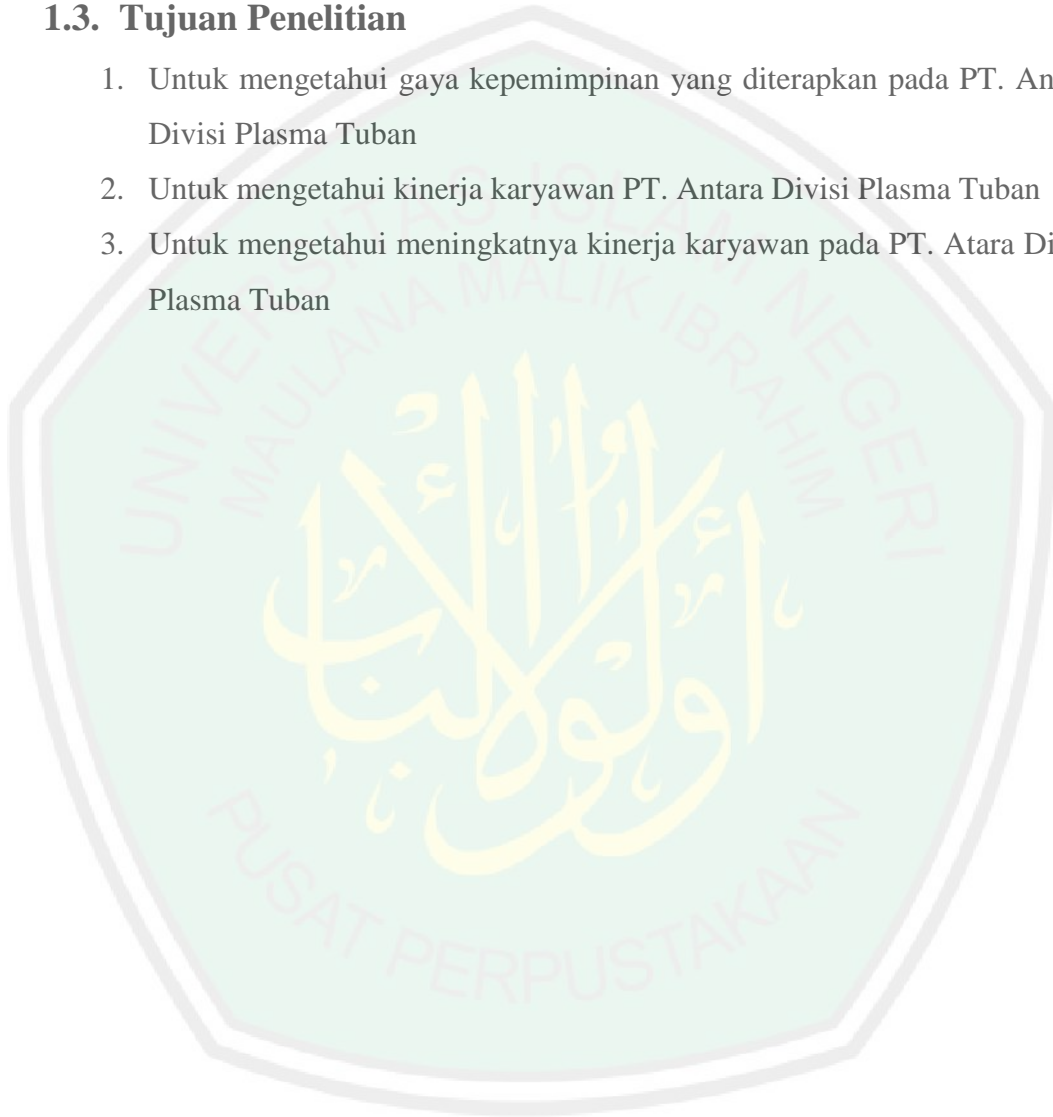 1.3. Tujuan Penelitian
1. Untuk mengetahui gaya kepemimpinan yang diterapkan pada PT. An
Divisi Plasma Tuban
2. Untuk mengetahui kinerja karyawan PT. Antara Divisi Plasma Tuban
3. Untuk mengetahui meningkatnya kinerja karyawan pada PT. Atara Di
Plasma Tuban
UNIVERSITAS ISLAM NEGERI
MAULANA MALIK IBRAHIM
أولوا الألباب
PUSAT PERPUSTAKAAN